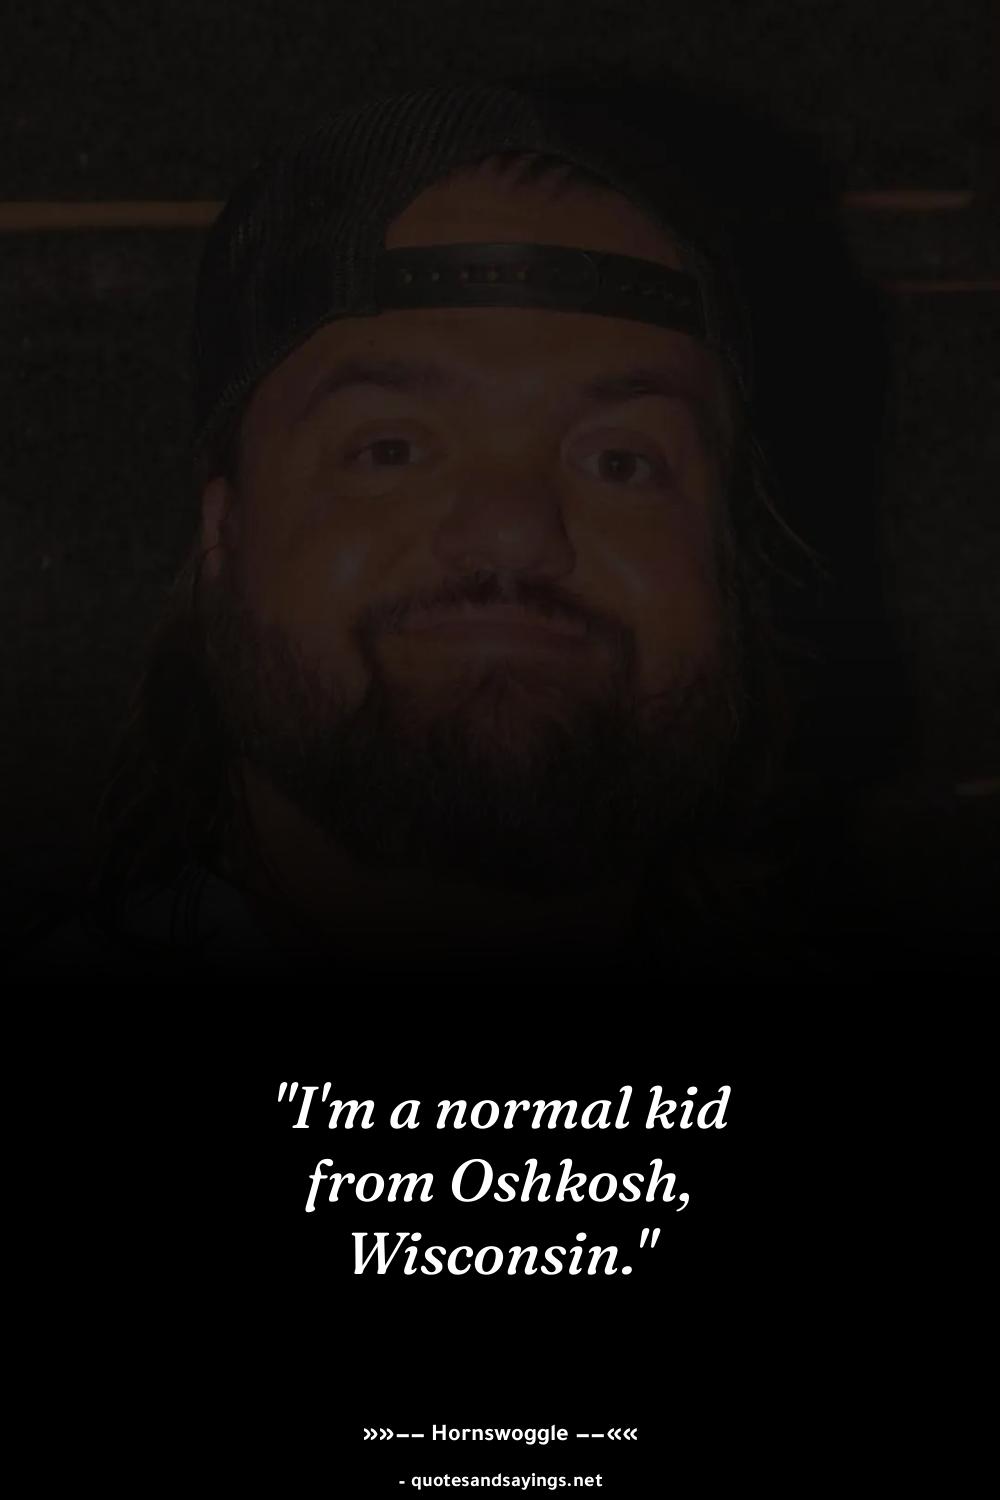 "I'm a normal kid
from Oshkosh,
Wisconsin."
»»–– Hornswoggle ––««
- quotesandsayings.net